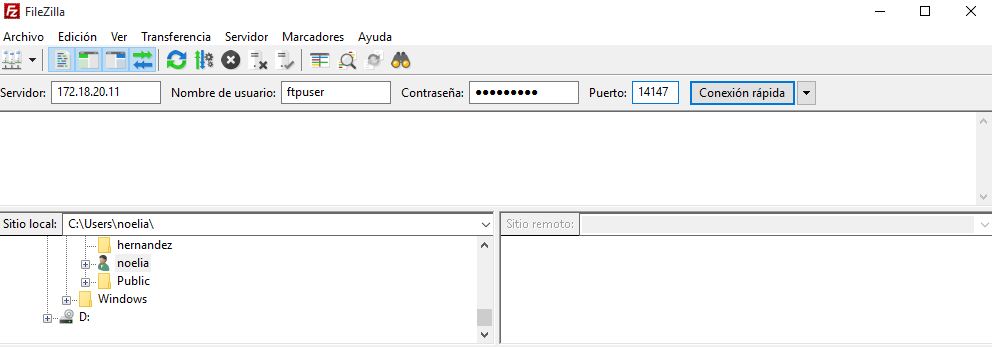 FileZilla
Archivo Edición Ver Transferencia Servidor Marcadores Ayuda
Servidor: 172.18.20.11 Nombre de usuario: ftpuser Contraseña: ●●●●●●●●● Puerto: 14147 Conexión rápida
Sitio local: C:\Users\noelia\ Sitio remoto:
hernandez
noelia
Public
Windows
D: